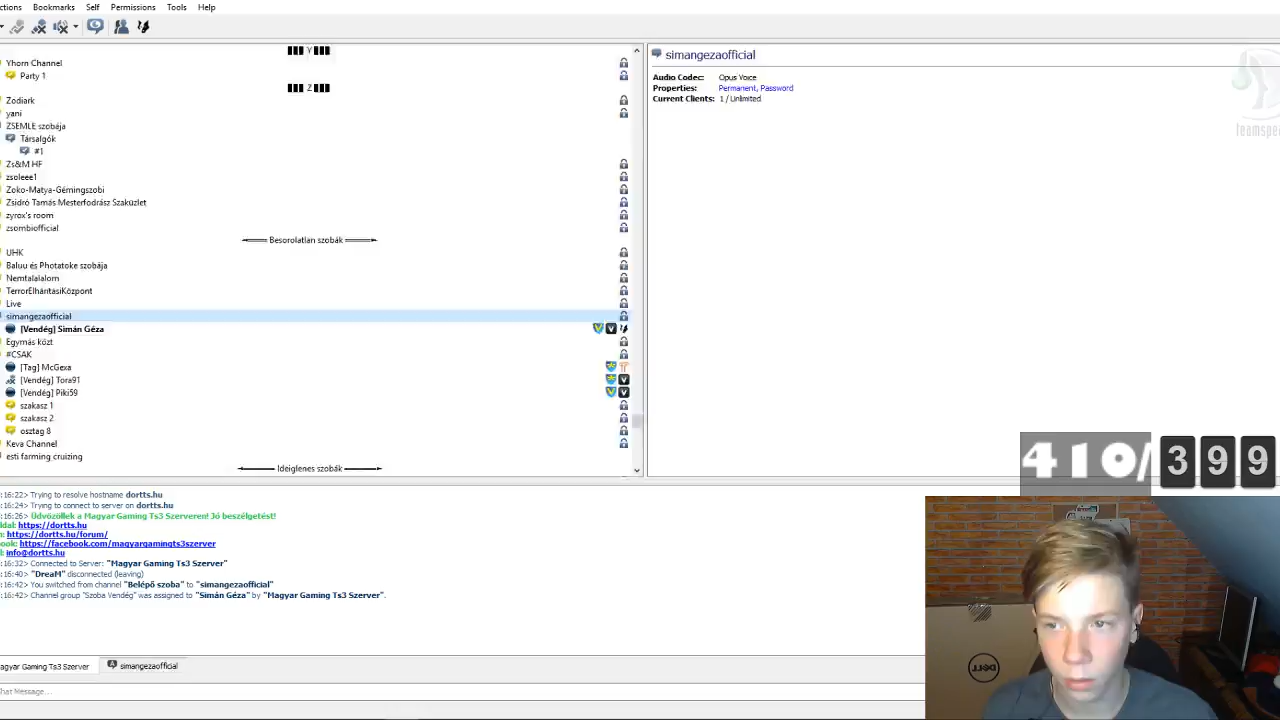 ctions Bookmarks Self Permissions Tools Help
Y
Yhorn Channel
Party 1
Z
Zodiark
yani
ZSEMLE szobája
Társalgók
#1
Zs&M HF
zsoleee1
Zoko-Matya-Gémingszobi
Zsidró Tamás Mesterfodrász Szaküzlet
zyrox's room
zsombiofficial
Besorolatlan szobák
UHK
Baluu és Photatoke szobája
Nemtalalalom
TerrorElhárításiKözpont
Live
simangezaofficial
[Vendég] Simán Géza
Egymás közt
#CSAK
[Tag] McGexa
[Vendég] Tora91
[Vendég] Piki59
szakasz 1
szakasz 2
osztag 8
Keva Channel
esti farming cruizing
Ideiglenes szobák
simangezaofficial
Audio Codec: Opus Voice
Properties: Permanent, Password
Current Clients: 1 / Unlimited
teamspea
410/399
:16:22> Trying to resolve hostname dortts.hu
:16:24> Trying to connect to server on dortts.hu
:16:26> Üdvözöllek a Magyar Gaming Ts3 Szerveren! Jó beszélgetést!
ldal: https://dortts.hu
m: https://dortts.hu/forum/
book: https://facebook.com/magyargamingts3szerver
l: info@dortts.hu
:16:32> Connected to Server: "Magyar Gaming Ts3 Szerver"
:16:40> "DreaM" disconnected (leaving)
:16:42> You switched from channel "Belépő szoba" to "simangezaofficial"
:16:42> Channel group "Szoba Vendég" was assigned to "Simán Géza" by "Magyar Gaming Ts3 Szerver".
agyar Gaming Ts3 Szerver simangezaofficial
hat Message...
DELL